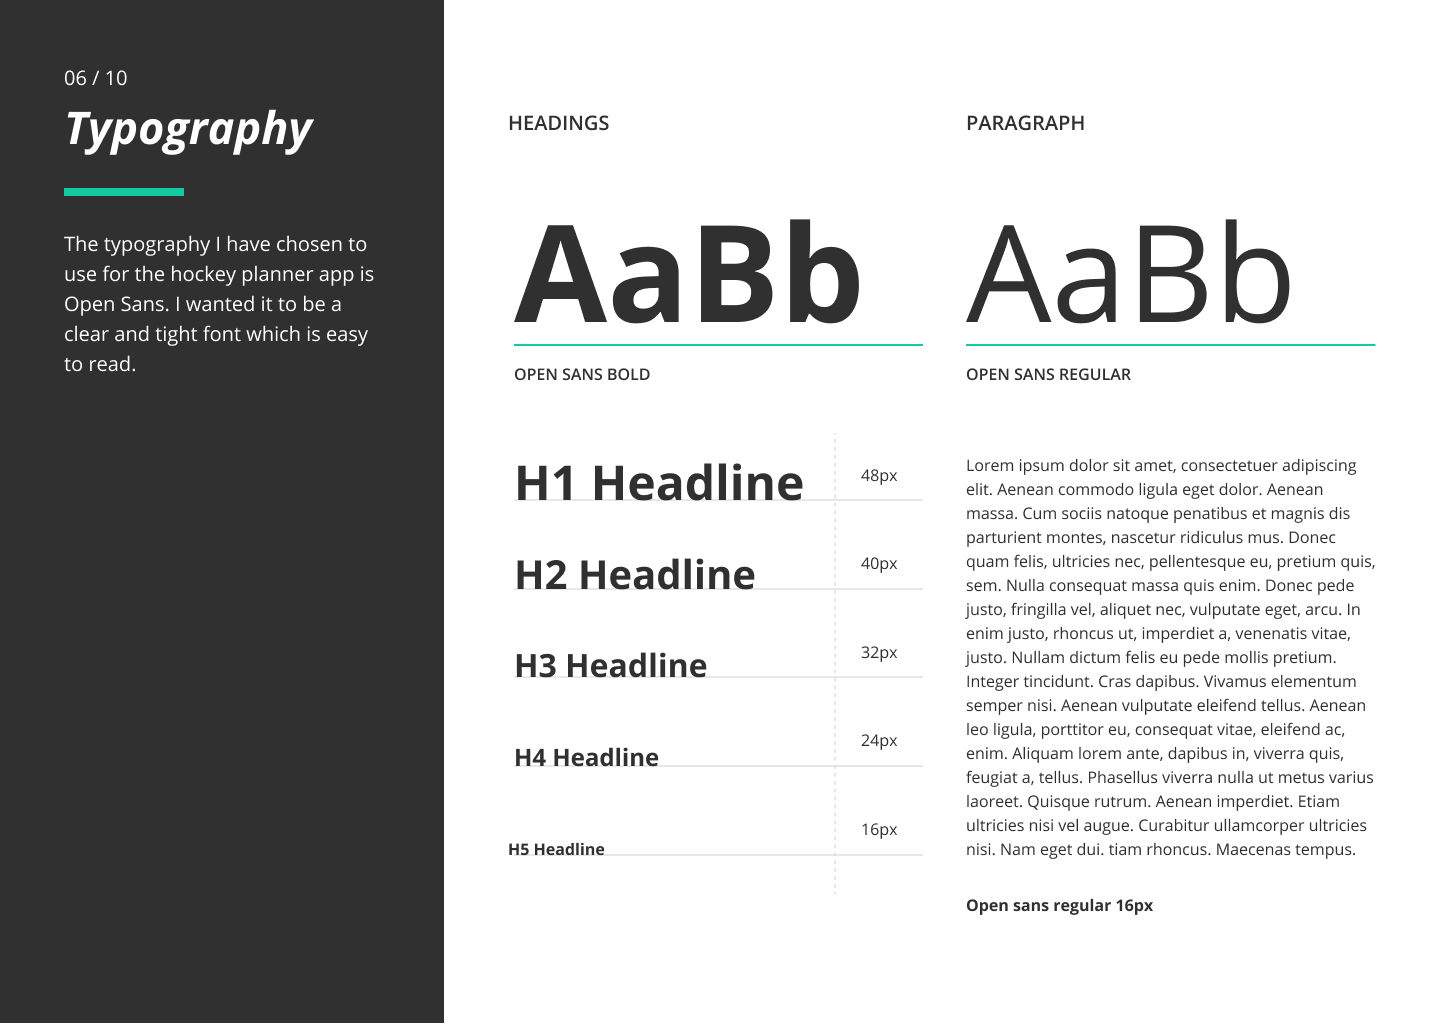 06 / 10
Typography
The typography I have chosen to
use for the hockey planner app is
Open Sans. I wanted it to be a
clear and tight font which is easy
to read.
HEADINGS
AaBb
OPEN SANS BOLD
H1 Headline 48px
H2 Headline 40px
H3 Headline 32px
H4 Headline 24px
H5 Headline 16px
PARAGRAPH
AaBb
OPEN SANS REGULAR
Lorem ipsum dolor sit amet, consectetuer adipiscing
elit. Aenean commodo ligula eget dolor. Aenean
massa. Cum sociis natoque penatibus et magnis dis
parturient montes, nascetur ridiculus mus. Donec
quam felis, ultricies nec, pellentesque eu, pretium quis,
sem. Nulla consequat massa quis enim. Donec pede
justo, fringilla vel, aliquet nec, vulputate eget, arcu. In
enim justo, rhoncus ut, imperdiet a, venenatis vitae,
justo. Nullam dictum felis eu pede mollis pretium.
Integer tincidunt. Cras dapibus. Vivamus elementum
semper nisi. Aenean vulputate eleifend tellus. Aenean
leo ligula, porttitor eu, consequat vitae, eleifend ac,
enim. Aliquam lorem ante, dapibus in, viverra quis,
feugiat a, tellus. Phasellus viverra nulla ut metus varius
laoreet. Quisque rutrum. Aenean imperdiet. Etiam
ultricies nisi vel augue. Curabitur ullamcorper ultricies
nisi. Nam eget dui. tiam rhoncus. Maecenas tempus.
Open sans regular 16px